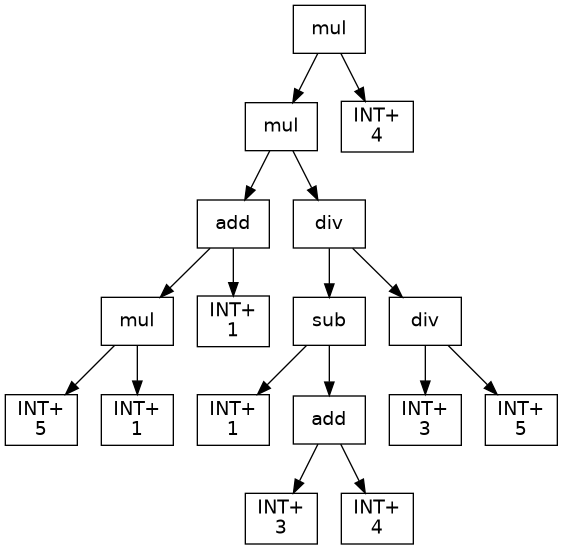 mul
mul
INT+
4
add
div
mul
INT+
1
sub
div
INT+
5
INT+
1
INT+
1
add
INT+
3
INT+
5
INT+
3
INT+
4